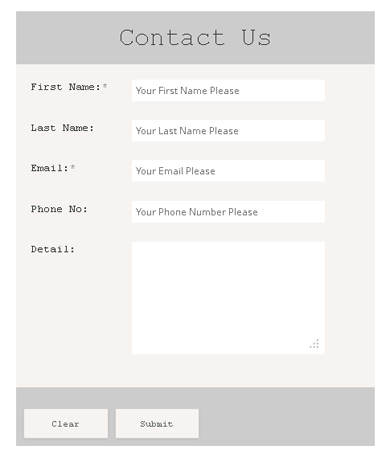 Contact Us
First Name:* Your First Name Please
Last Name: Your Last Name Please
Email:* Your Email Please
Phone No: Your Phone Number Please
Detail:
Clear Submit